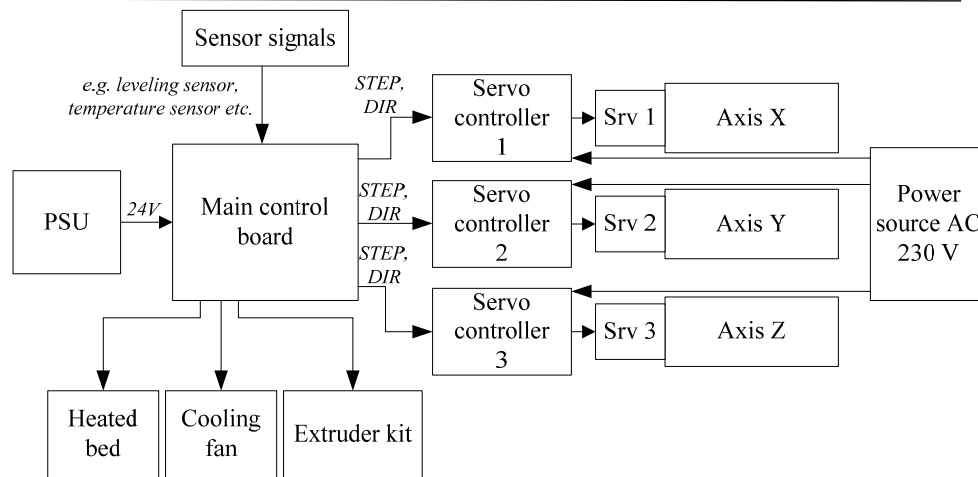 Sensor signals
e.g. leveling sensor,
temperature sensor etc.
STEP,
DIR
Servo
controller
1
Srv 1
Axis X
PSU
24V
Main control
board
STEP,
DIR
Servo
controller
2
Srv 2
Axis Y
Power
source AC
230 V
STEP,
DIR
Servo
controller
3
Srv 3
Axis Z
Heated
bed
Cooling
fan
Extruder kit